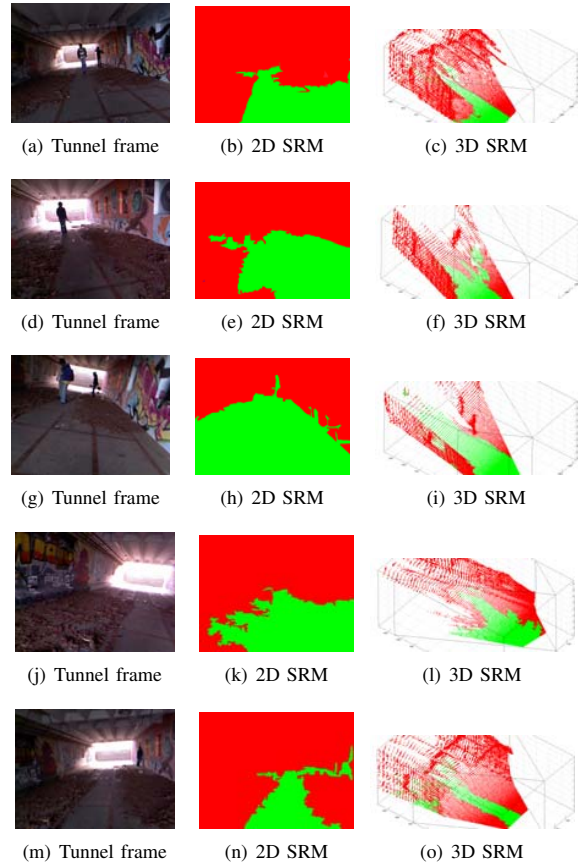 (a) Tunnel frame (b) 2D SRM (c) 3D SRM
(d) Tunnel frame (e) 2D SRM (f) 3D SRM
(g) Tunnel frame (h) 2D SRM (i) 3D SRM
(j) Tunnel frame (k) 2D SRM (l) 3D SRM
(m) Tunnel frame (n) 2D SRM (o) 3D SRM